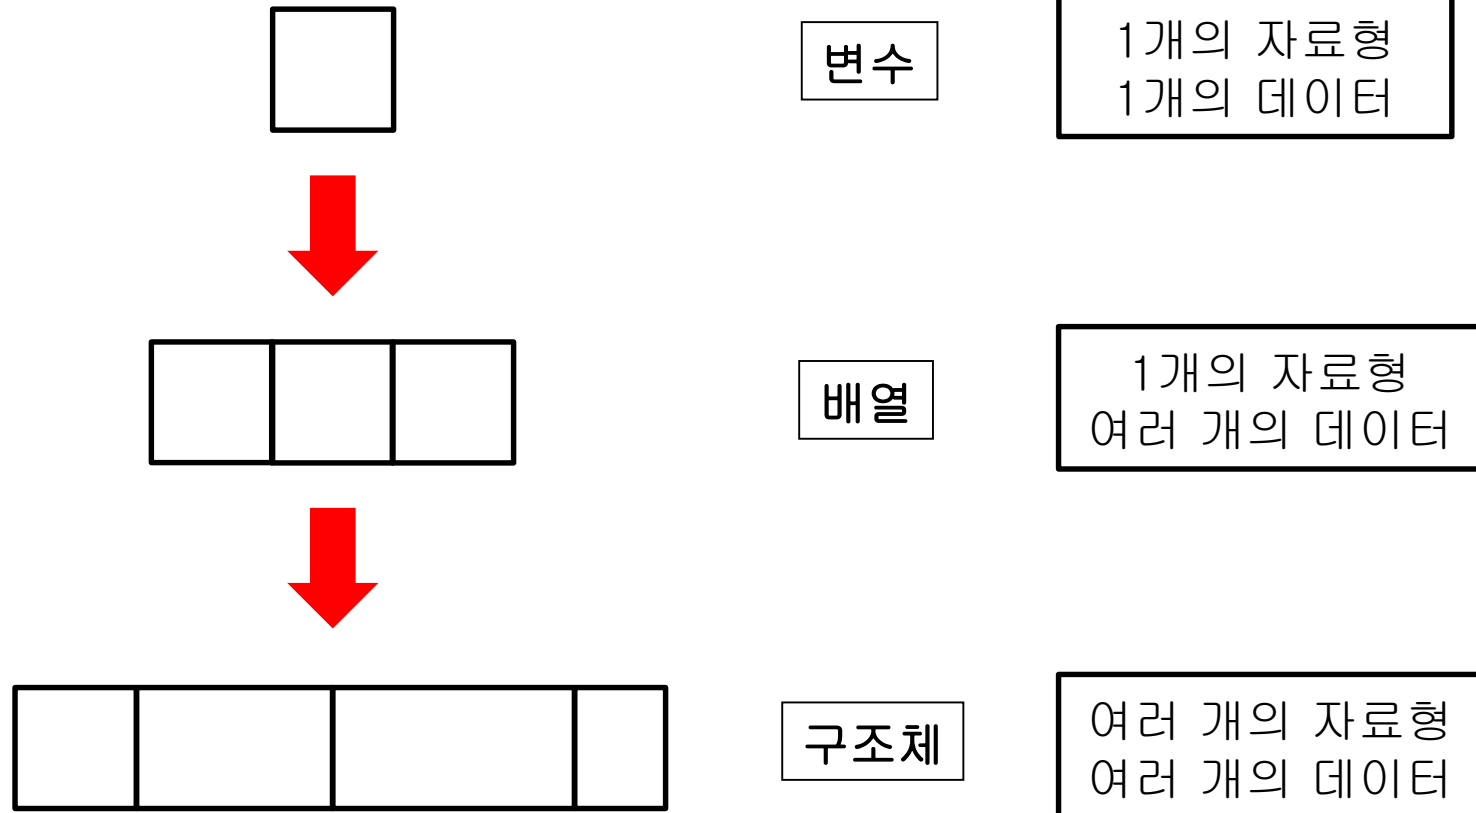 변수
1개의 자료형
1개의 데이터
배열
1개의 자료형
여러 개의 데이터
구조체
여러 개의 자료형
여러 개의 데이터